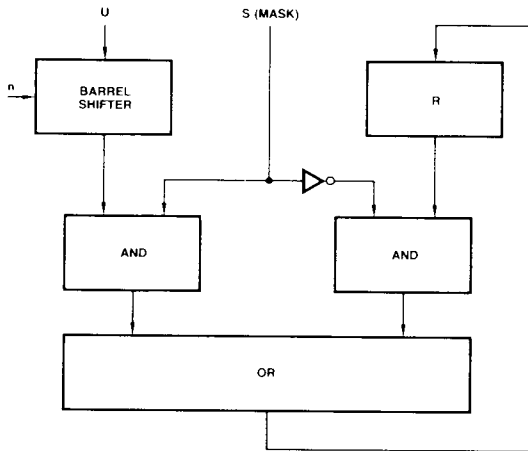 U
S (MASK)
n
BARREL
SHIFTER
R
AND
AND
OR